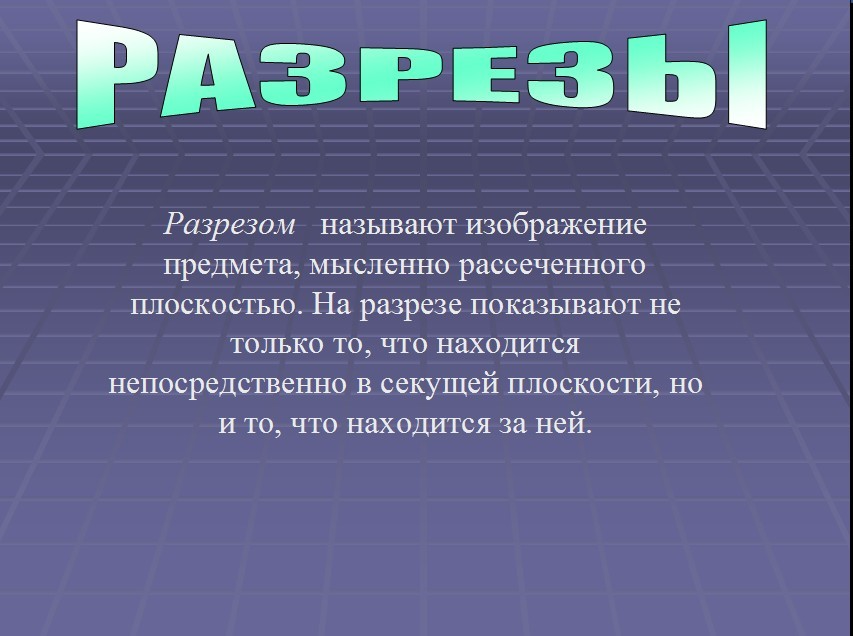 РАЗРЕЗЫ
Разрезом называют изображение
предмета, мысленно рассеченного
плоскостью. На разрезе показывают не
только то, что находится
непосредственно в секущей плоскости, но
и то, что находится за ней.